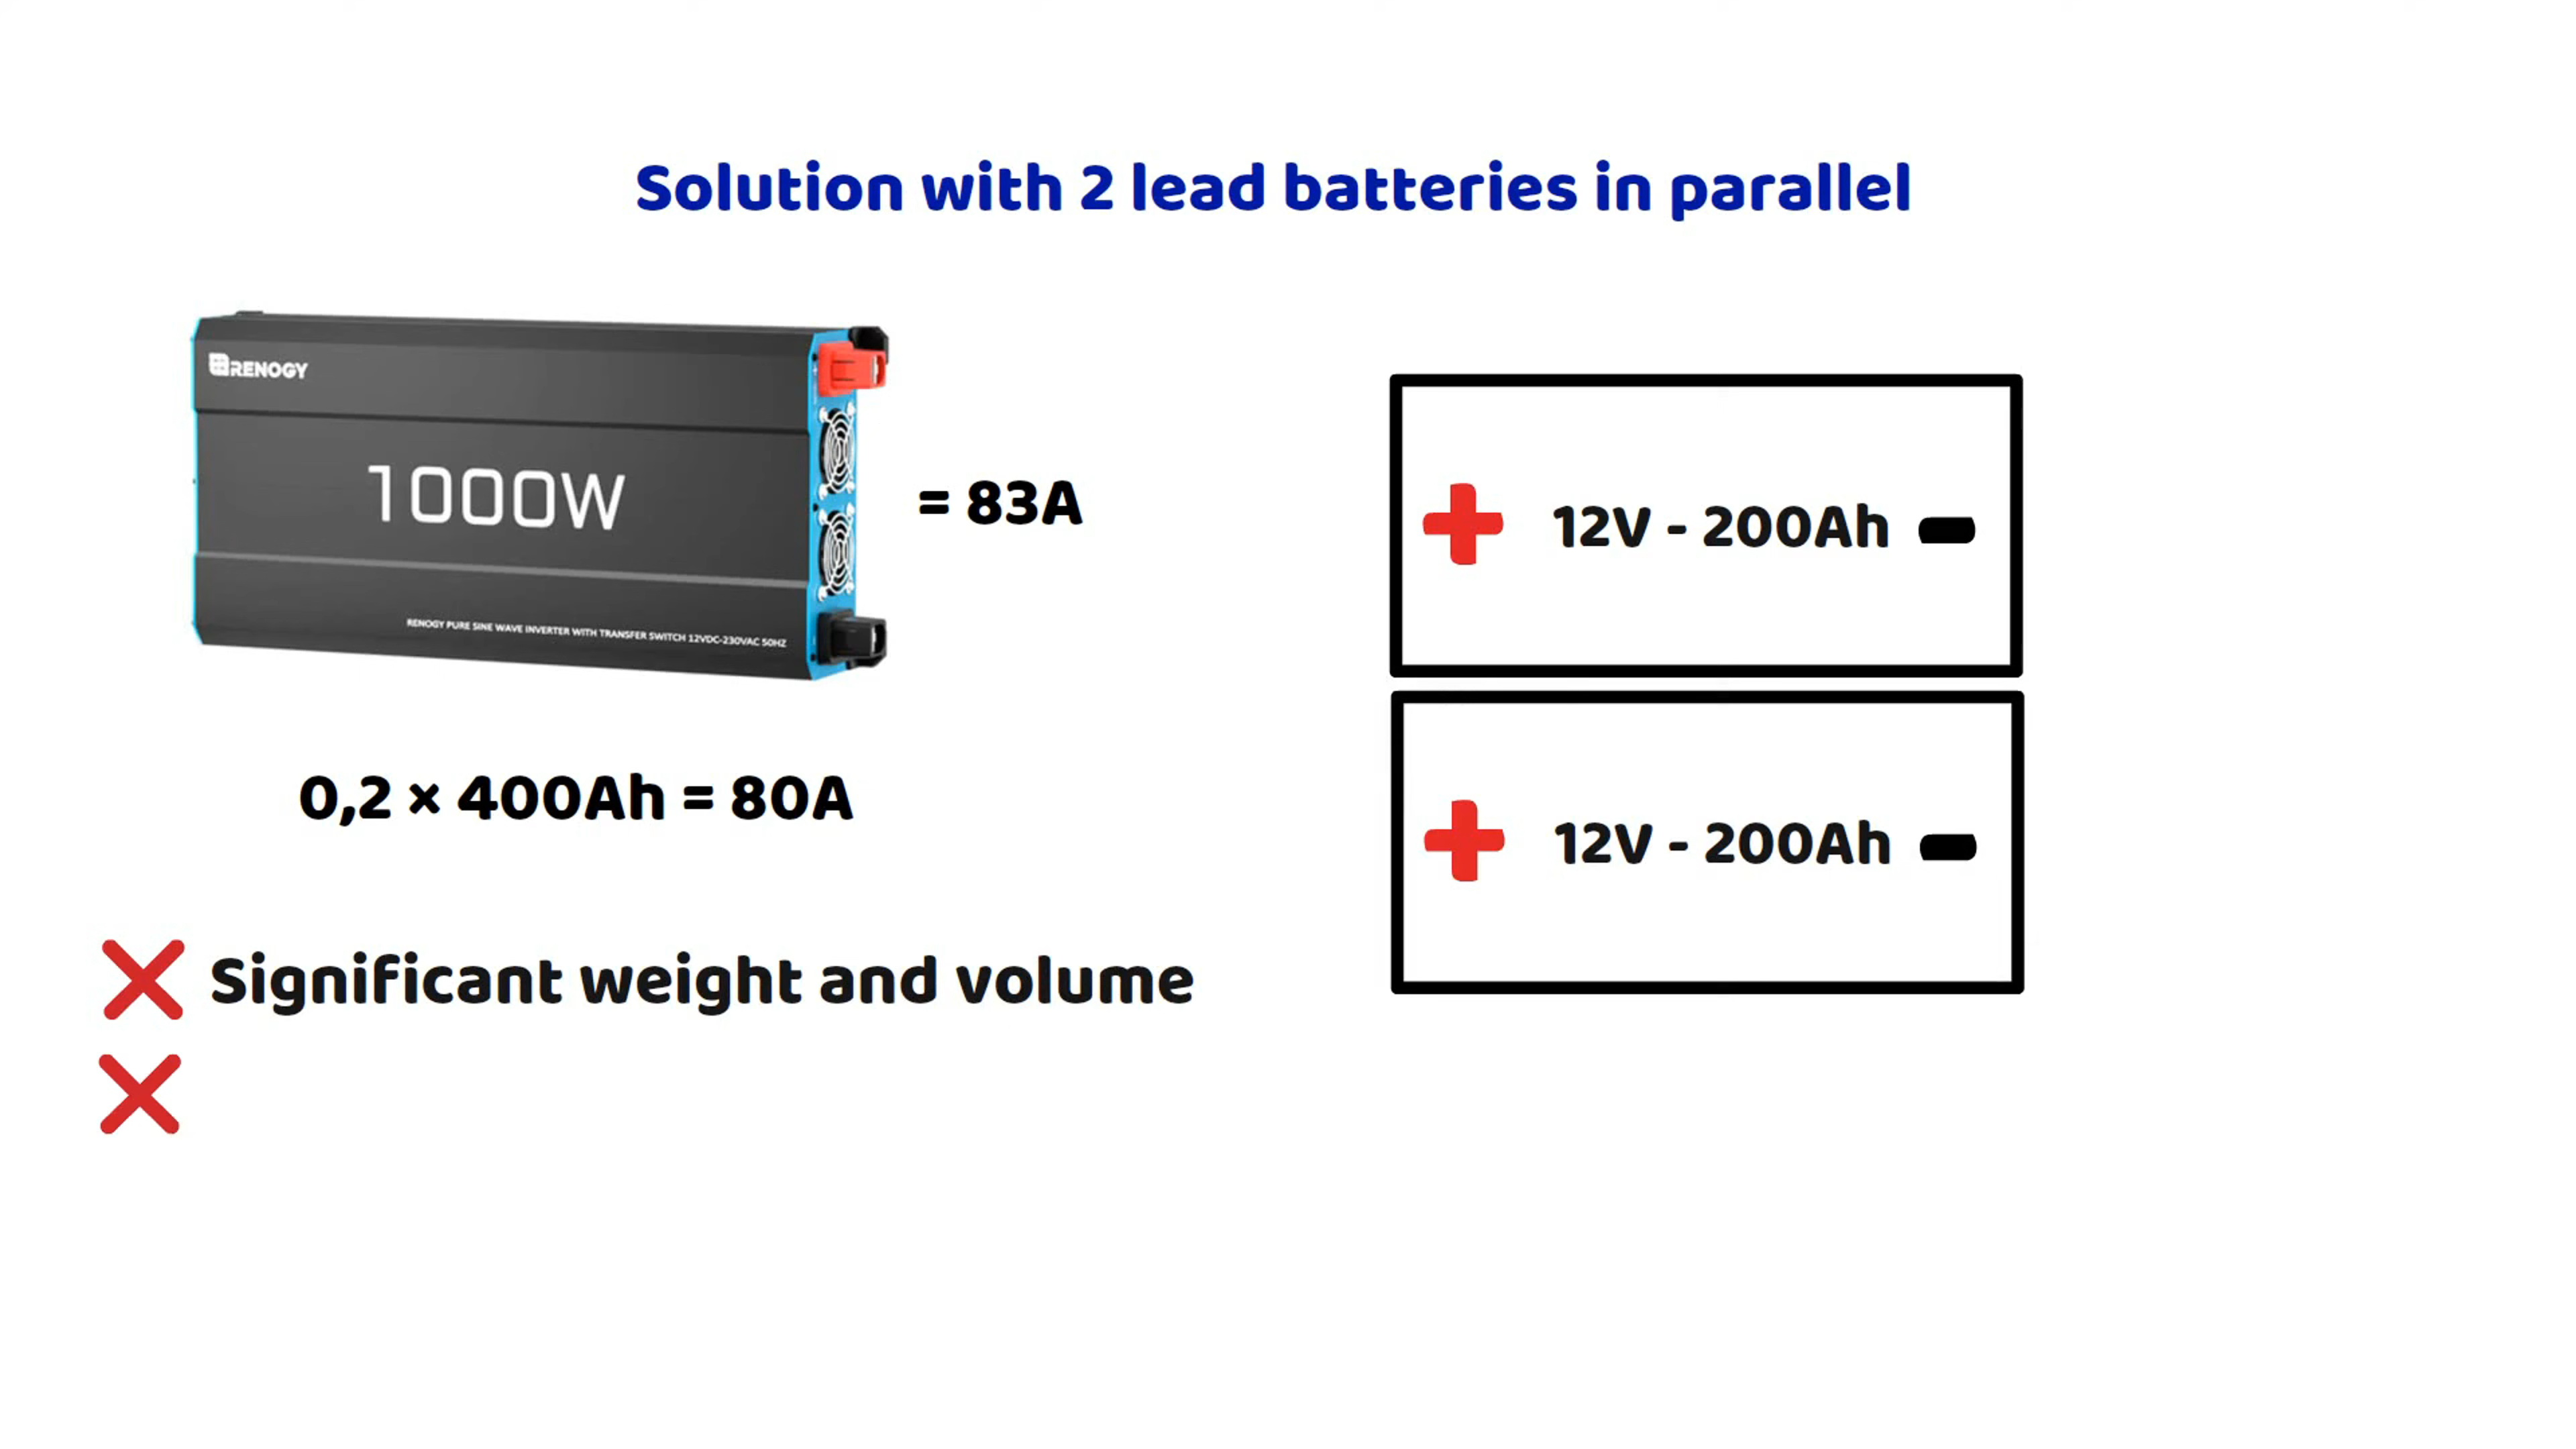 Solution with 2 lead batteries in parallel
RENOGY
1000W
RENOGY PURE SINE WAVE INVERTER WITH TRANSFER SWITCH 12VDC-230VAC 50HZ
= 83A
+ 12V - 200Ah -
+ 12V - 200Ah -
0,2 × 400Ah = 80A
Significant weight and volume